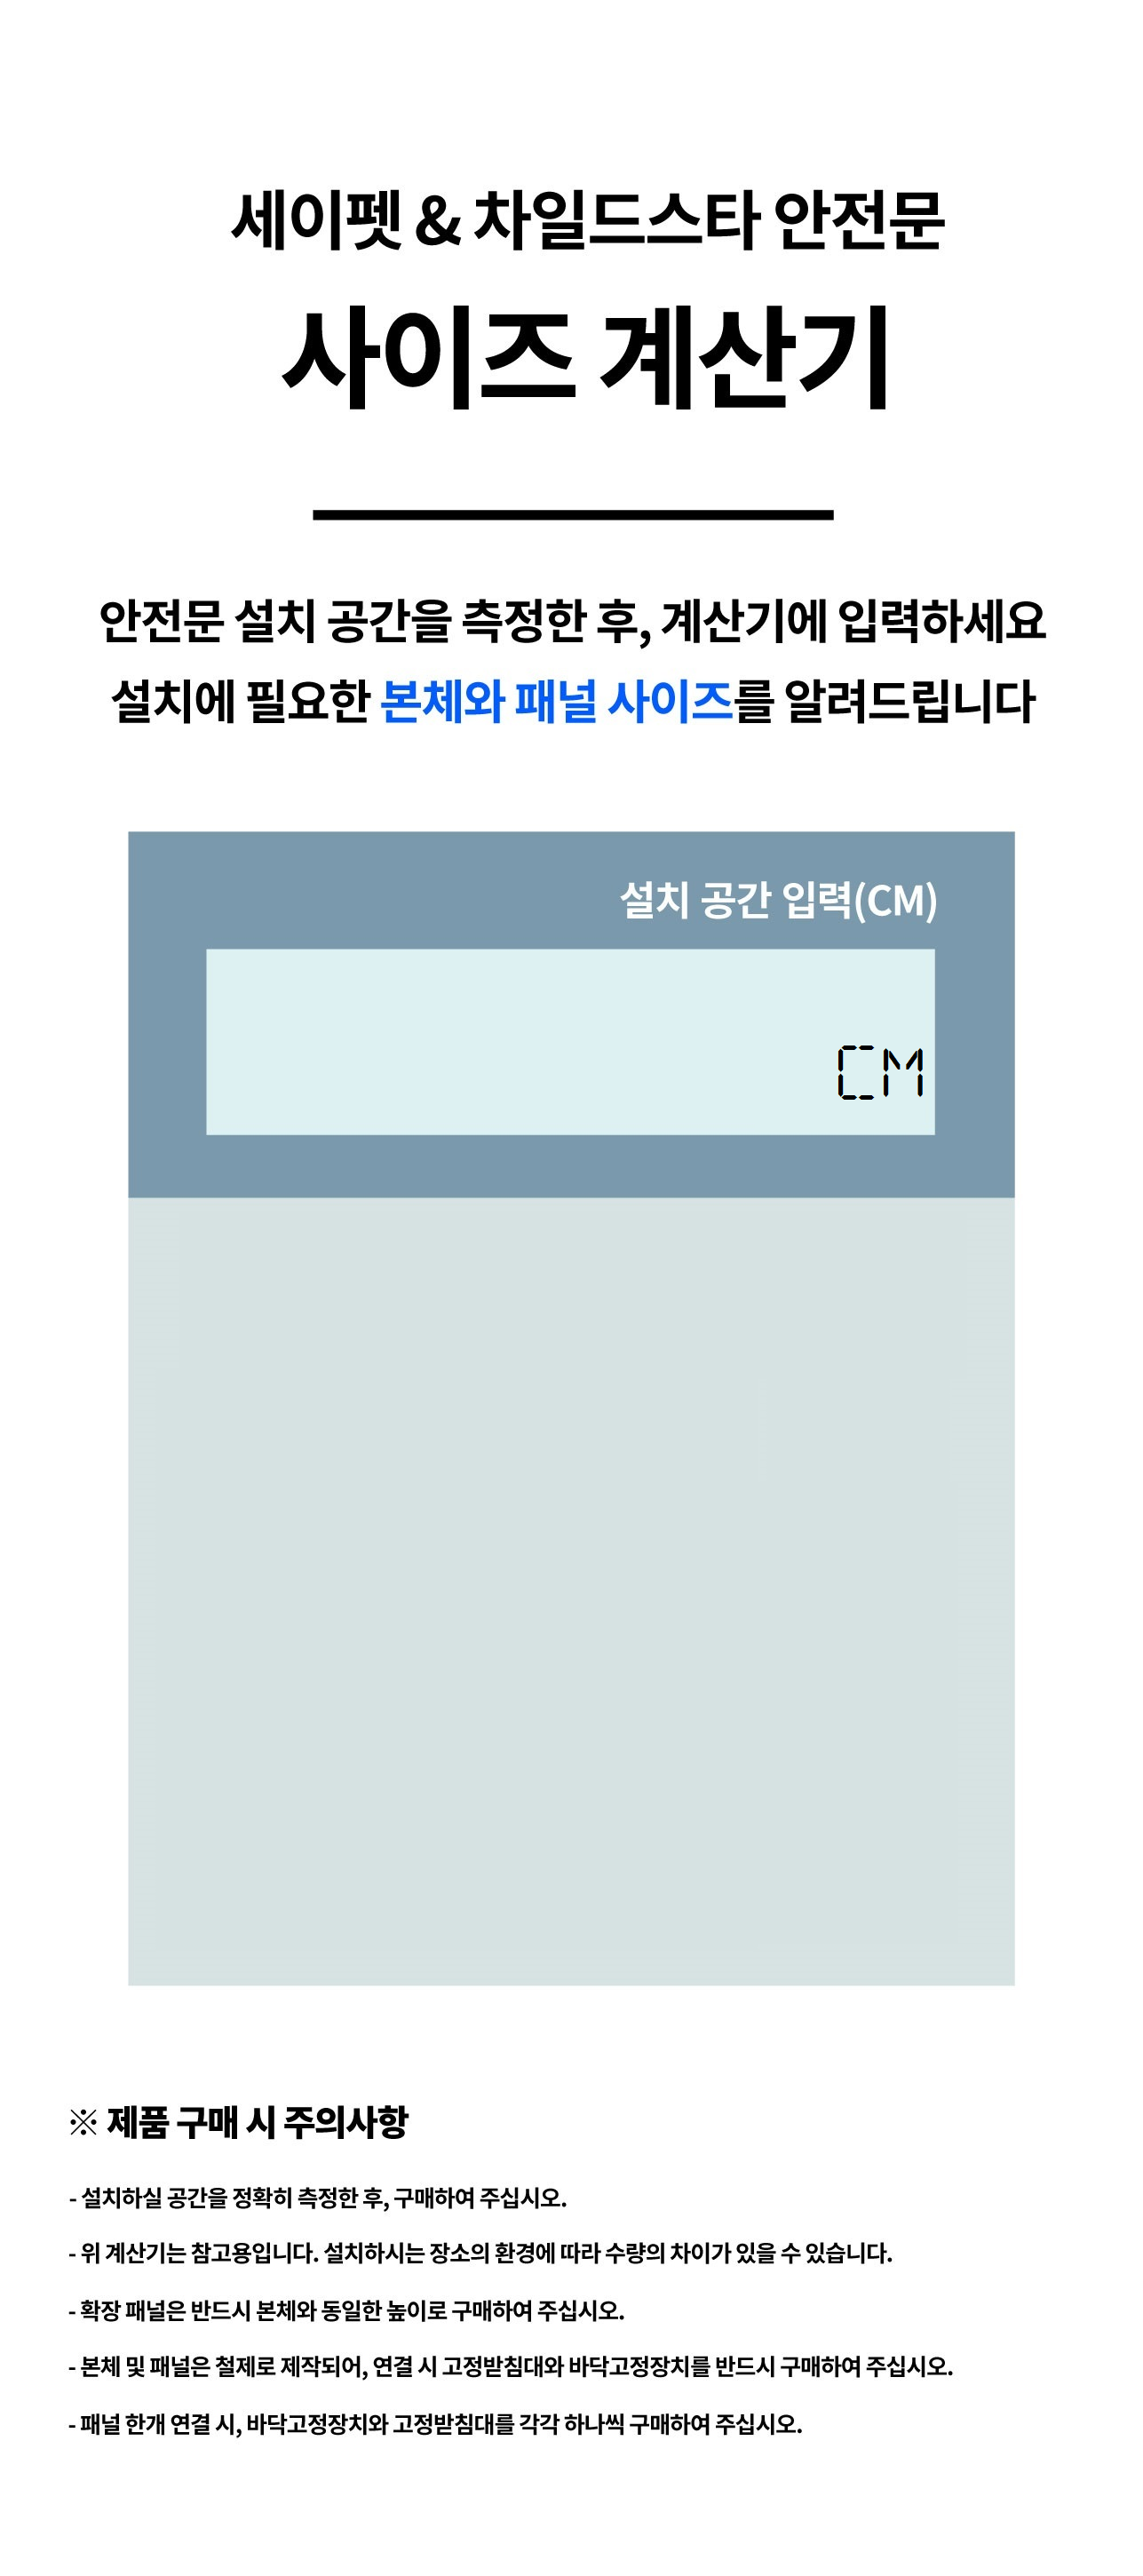 세이펫 & 차일드스타 안전문
사이즈 계산기
안전문 설치 공간을 측정한 후, 계산기에 입력하세요
설치에 필요한 본체와 패널 사이즈를 알려드립니다
설치 공간 입력(CM)
CM
※ 제품 구매 시 주의사항
- 설치하실 공간을 정확히 측정한 후, 구매하여 주십시오.
- 위 계산기는 참고용입니다. 설치하시는 장소의 환경에 따라 수량의 차이가 있을 수 있습니다.
- 확장 패널은 반드시 본체와 동일한 높이로 구매하여 주십시오.
- 본체 및 패널은 철제로 제작되어, 연결 시 고정받침대와 바닥고정장치를 반드시 구매하여 주십시오.
- 패널 한개 연결 시, 바닥고정장치와 고정받침대를 각각 하나씩 구매하여 주십시오.